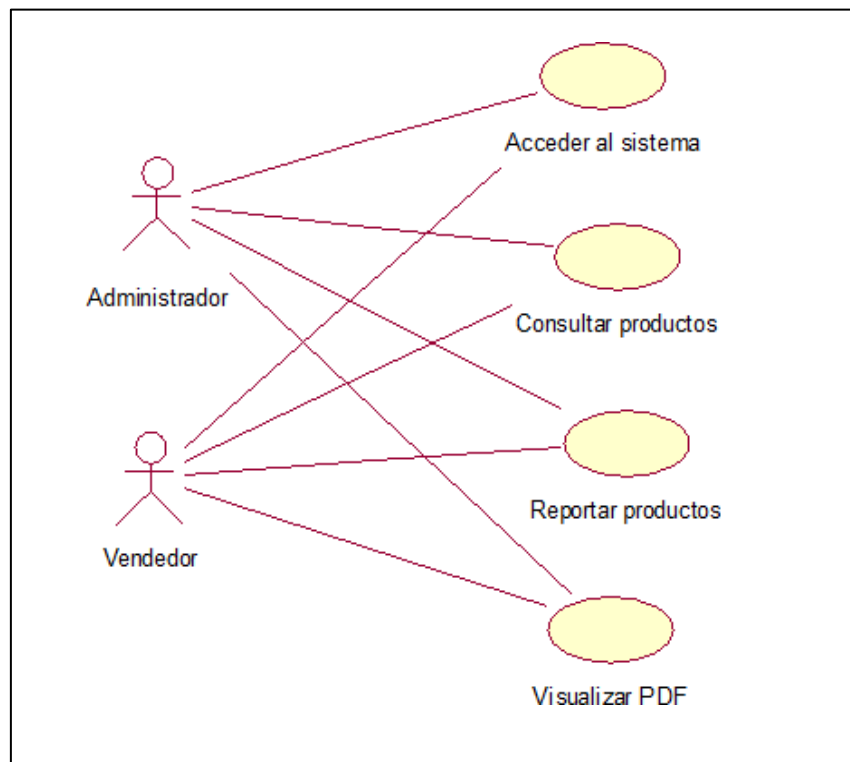 Acceder al sistema
Administrador
Consultar productos
Reportar productos
Vendedor
Visualizar PDF